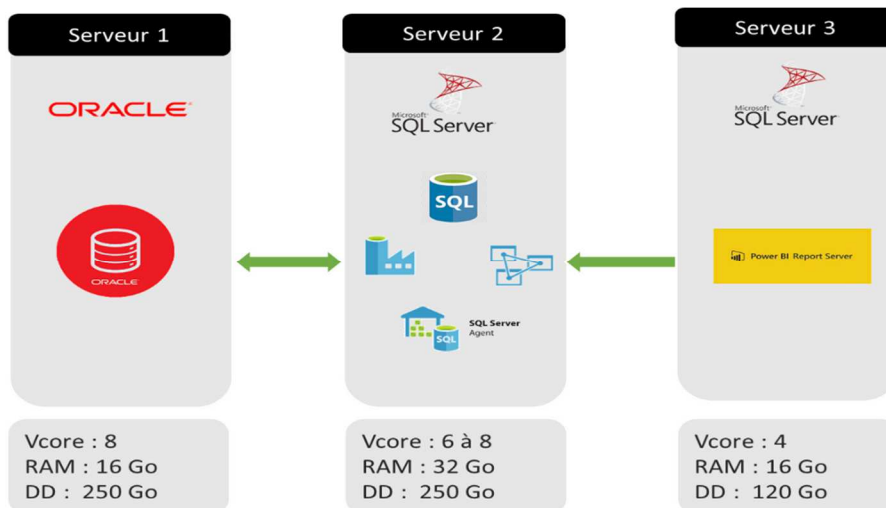 Serveur 1
ORACLE
ORACLE
Vcore : 8
RAM : 16 Go
DD : 250 Go
Serveur 2
Microsoft
SQL Server
SQL
SQL Server
Agent
SQL
Vcore : 6 à 8
RAM : 32 Go
DD : 250 Go
Serveur 3
Microsoft
SQL Server
Power BI Report Server
Vcore : 4
RAM : 16 Go
DD : 120 Go